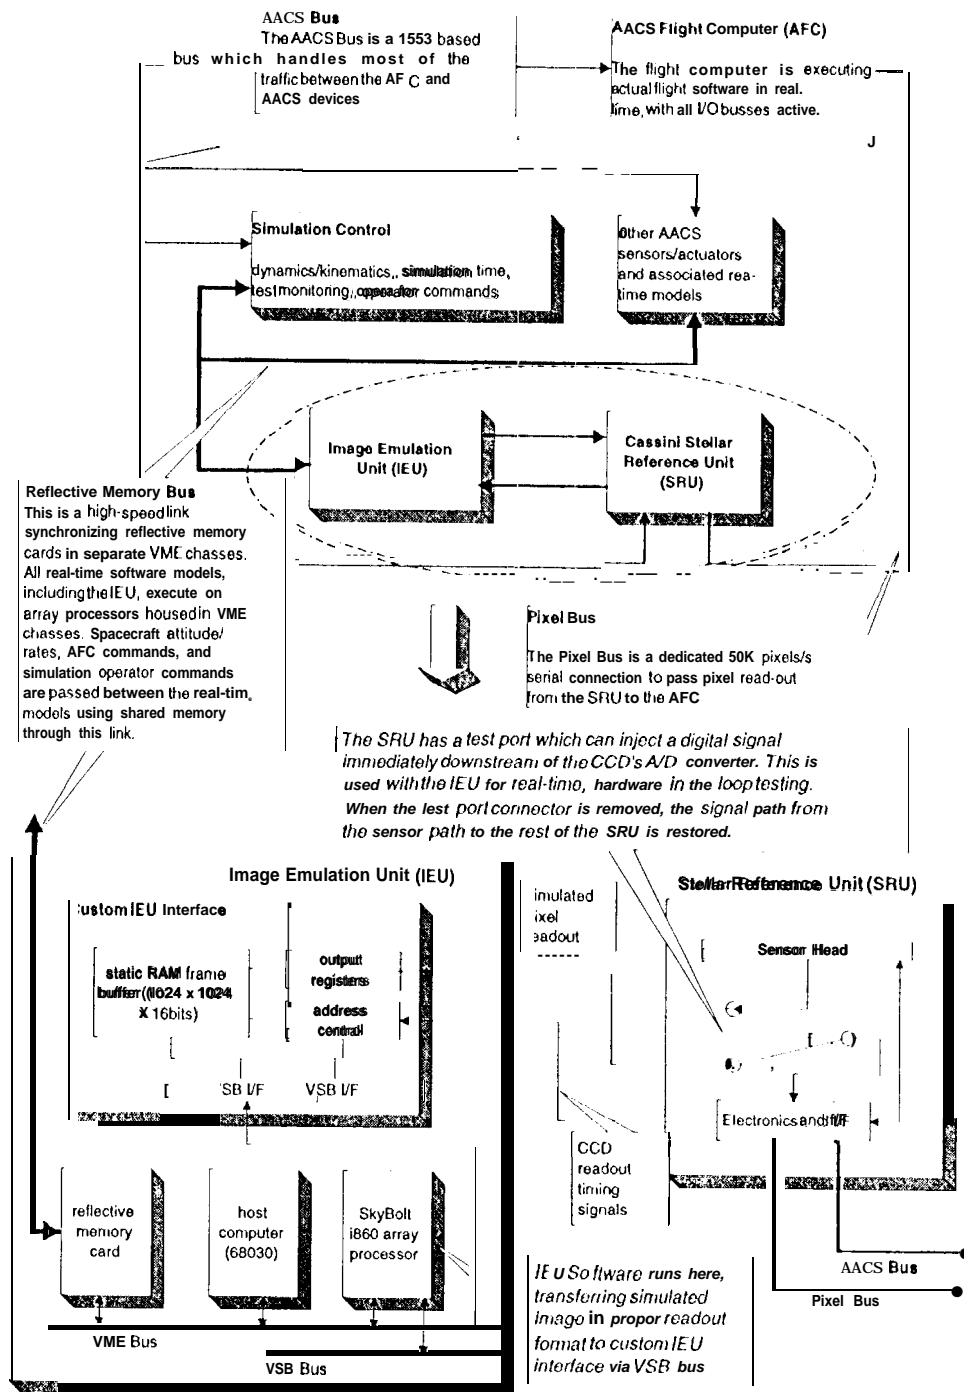 AACS Bus
The AACS Bus is a 1553 based
bus which handles most of the
traffic between the AF C and
AACS devices
AACS Flight Computer (AFC)
The flight computer is executing
actual flight software in real.
time, with all I/O busses active.
J
Simulation Control
dynamics/kinematics, simulation time,
test monitoring, operator commands
Other AACS
sensors/actuators
and associated real-
time models
Image Emulation
Unit (IEU)
Cassini Stellar
Reference Unit
(SRU)
Reflective Memory Bus
This is a high-speed link
synchronizing reflective memory
cards in separate VME chasses.
All real-time software models,
including the IEU, execute on
array processors housed in VME
chasses. Spacecraft attitude/
rates, AFC commands, and
simulation operator commands
are passed between the real-tim.
models using shared memory
through this link.
Pixel Bus
The Pixel Bus is a dedicated 50K pixels/s
serial connection to pass pixel read-out
from the SRU to the AFC
The SRU has a test port which can inject a digital signal
immediately downstream of the CCD's A/D converter. This is
used with the IEU for real-time, hardware in the loop testing.
When the lest port connector is removed, the signal path from
the sensor path to the rest of the SRU is restored.
Image Emulation Unit (IEU)
ustom IEU Interface
static RAM frame
buffer (1024 x 1024
X 16bits)
output
registers
address
control
SB I/F
VSB I/F
imulated
ixel
eadout
Stellar Reference Unit (SRU)
Sensor Head
Electronics and I/F
CCD
readout
timing
signals
reflective
memory
card
host
computer
(68030)
SkyBolt
i860 array
processor
VME Bus
VSB Bus
IE U So ftware runs here,
transferring simulated
Imago in propor readout
format to custom IEU
interface via VSB bus
AACS Bus
Pixel Bus